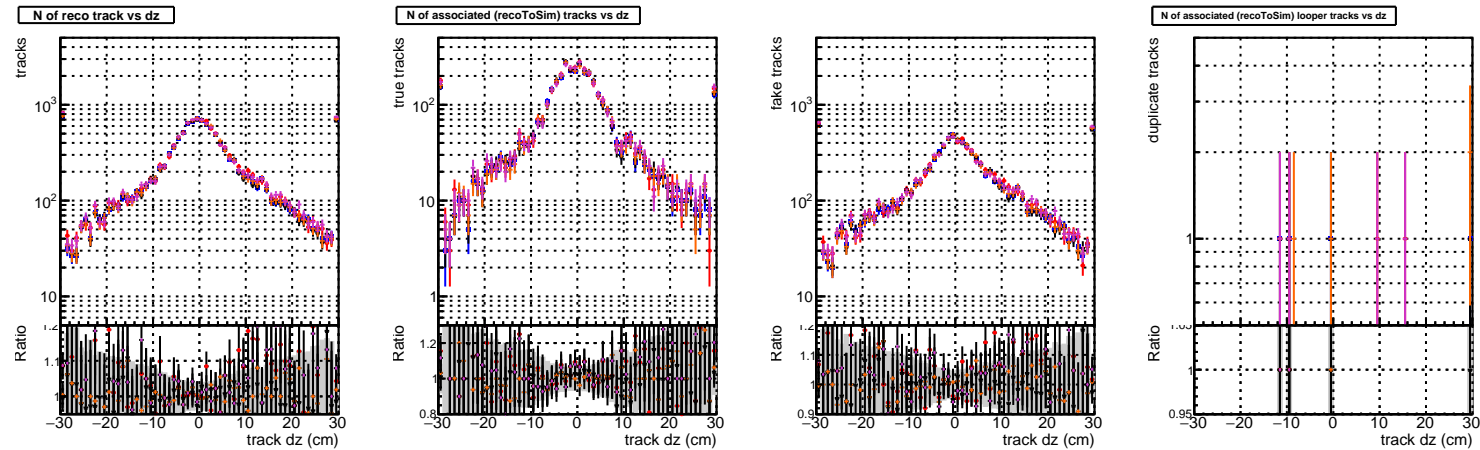 N of reco track vs dz
tracks
10³
10²
10
Ratio
1.2
1.1
1
−30 −20 −10 0 10 20 30
track dz (cm)
N of associated (recoToSim) tracks vs dz
true tracks
10²
10
1
Ratio
1.2
1
0.8
−30 −20 −10 0 10 20 30
track dz (cm)
fake tracks
10³
10²
10
Ratio
1.2
1.1
1
0.9
−30 −20 −10 0 10 20 30
track dz (cm)
N of associated (recoToSim) looper tracks vs dz
duplicate tracks
1
Ratio
1.05
1
0.95
−30 −20 −10 0 10 20 30
track dz (cm)